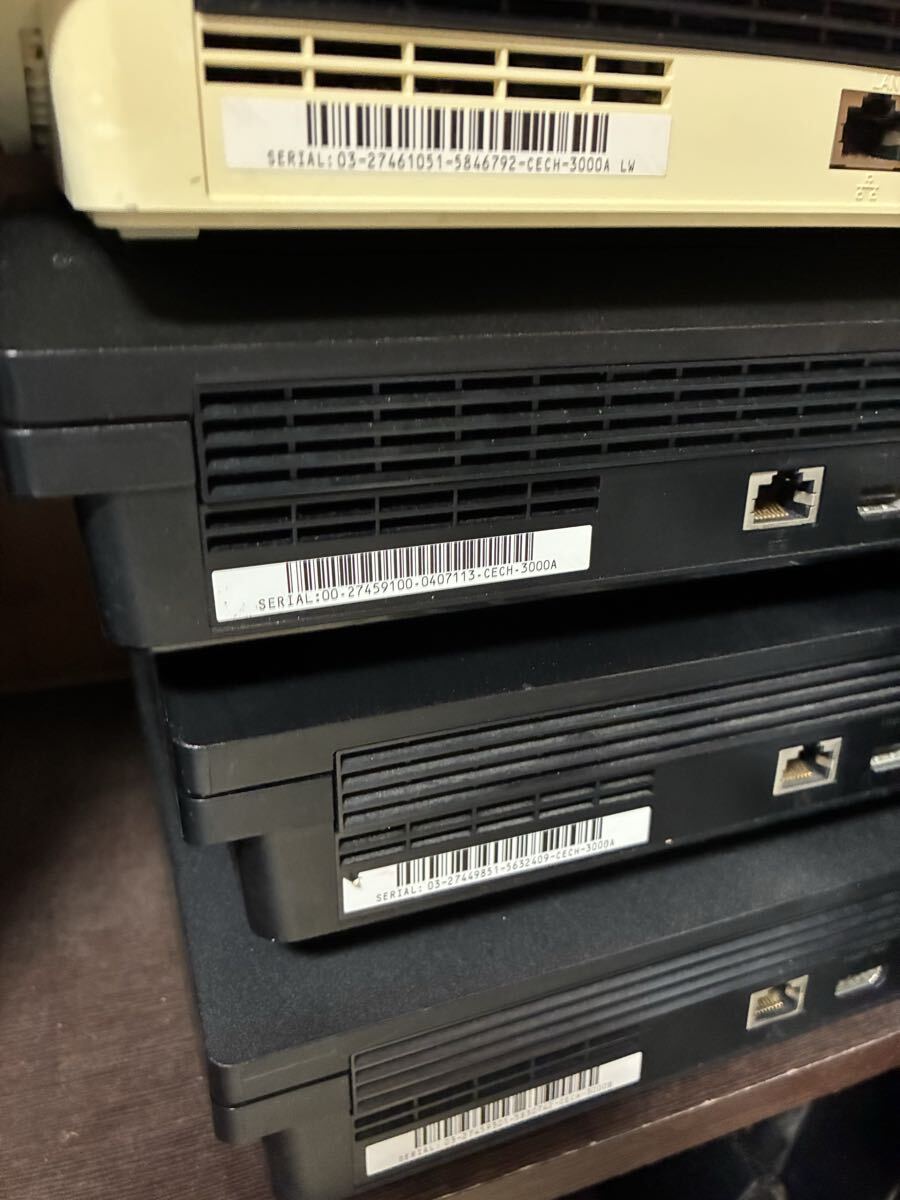 LAN
SERIAL: 03-27461051-5846792-CECH-3000A LW
SERIAL:00-27459100-0407113-CECH-3000A
SERIAL: 03-27449851-5632409-CECH-3000A